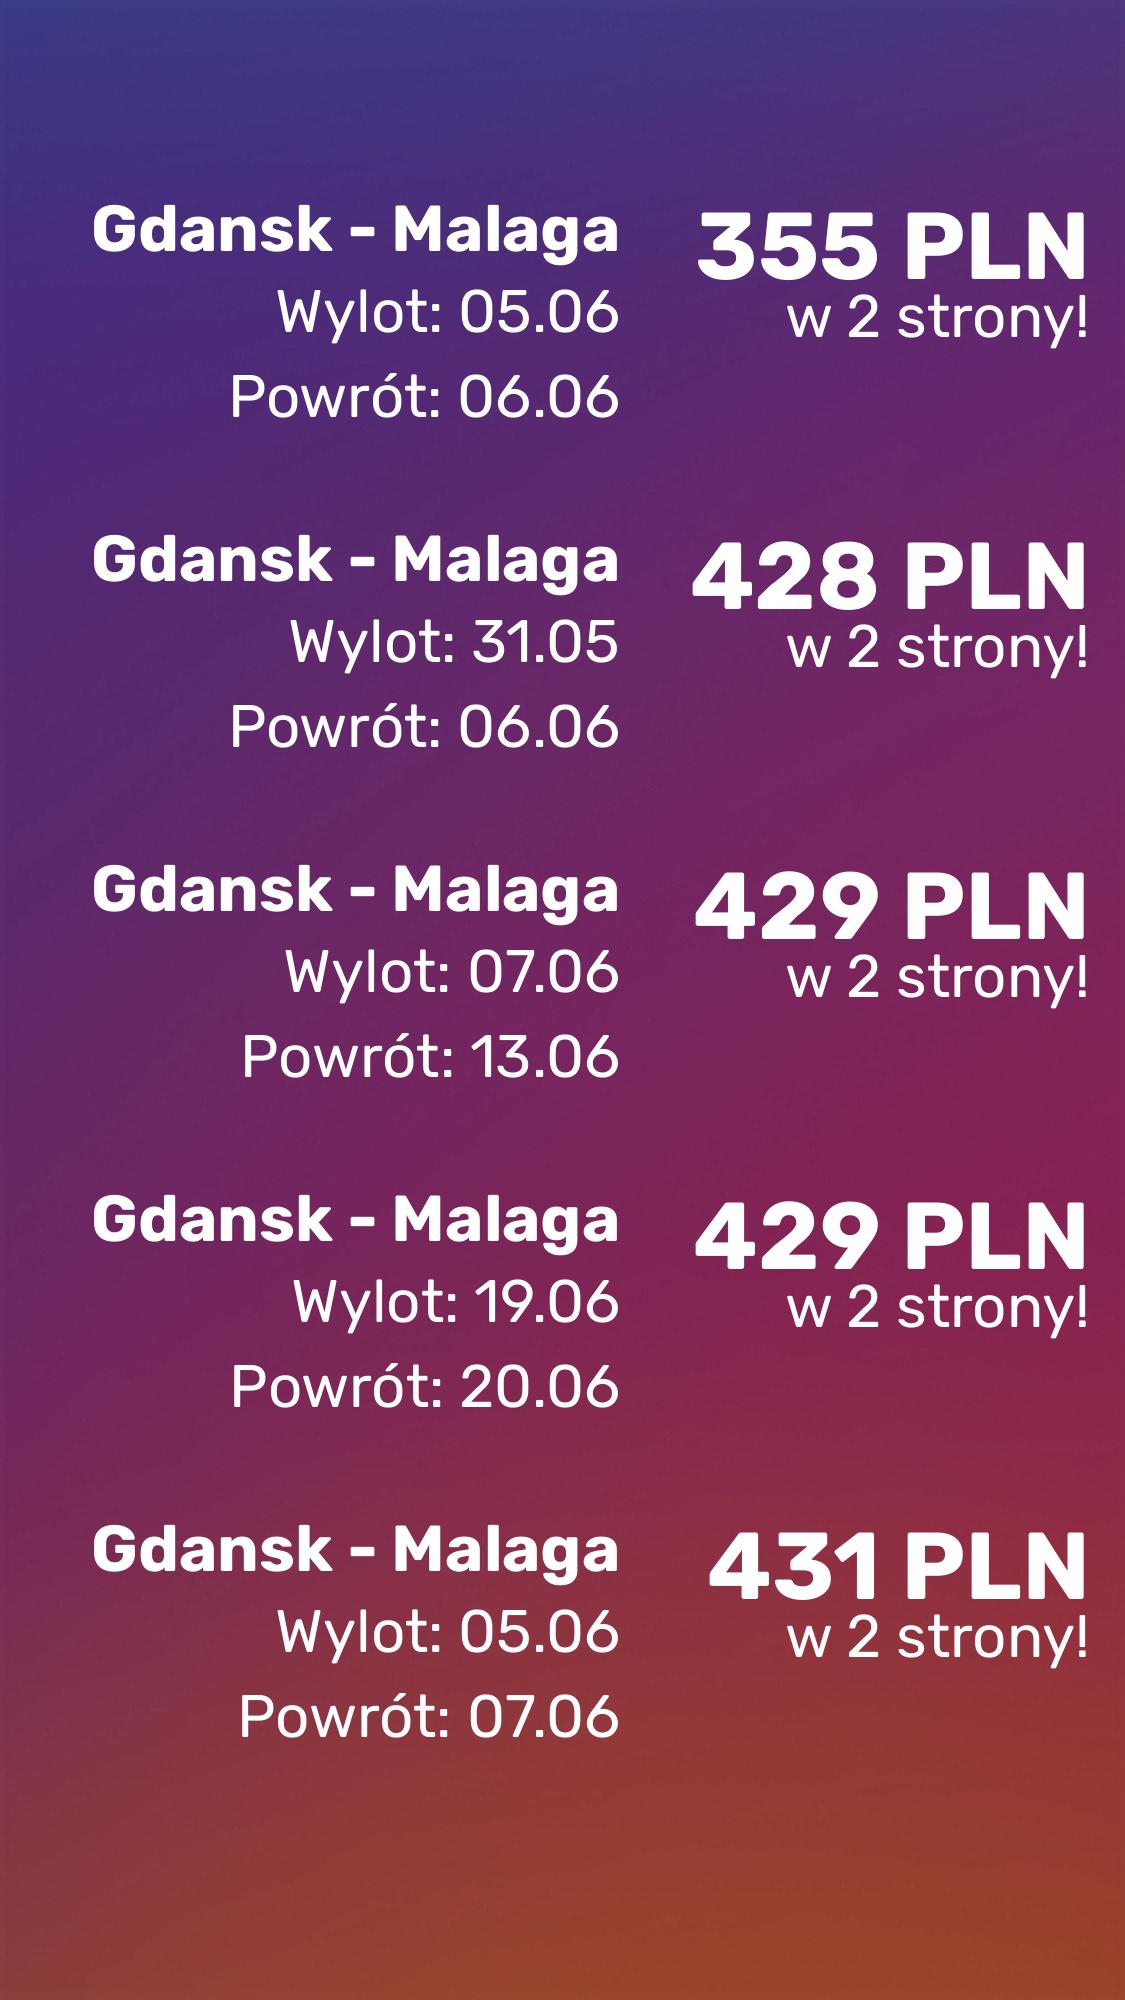 Gdansk - Malaga
355 PLN
Wylot: 05.06
w 2 strony!
Powrót: 06.06
Gdansk - Malaga
428 PLN
Wylot: 31.05
w 2 strony!
Powrót: 06.06
Gdansk - Malaga
429 PLN
Wylot: 07.06
w 2 strony!
Powrót: 13.06
Gdansk - Malaga
429 PLN
Wylot: 19.06
w 2 strony!
Powrót: 20.06
Gdansk - Malaga
431 PLN
Wylot: 05.06
w 2 strony!
Powrót: 07.06